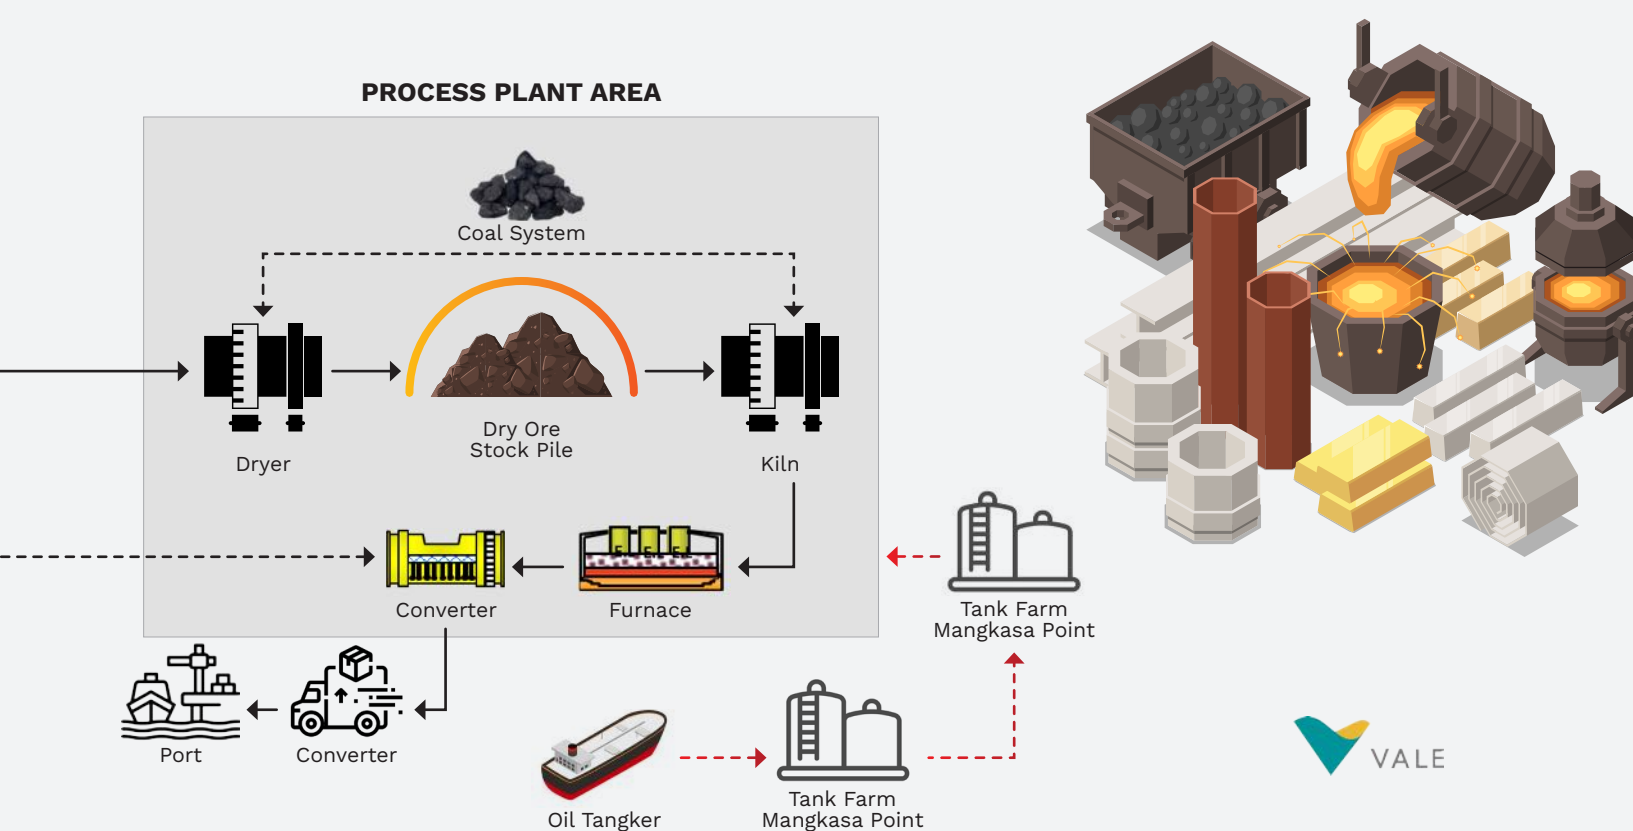 PROCESS PLANT AREA
Coal System
Dryer
Dry Ore
Stock Pile
Kiln
Converter
Furnace
Tank Farm
Mangkasa Point
Port
Converter
Oil Tangker
Tank Farm
Mangkasa Point
VALE